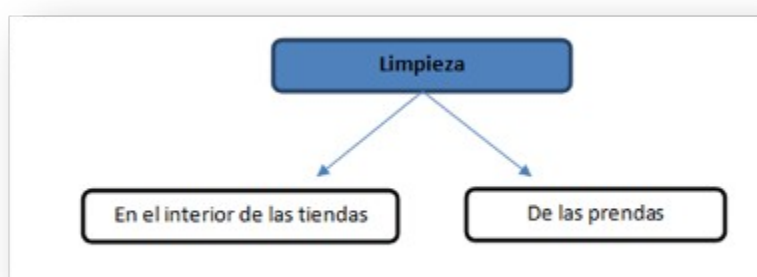 Limpieza
En el interior de las tiendas
De las prendas